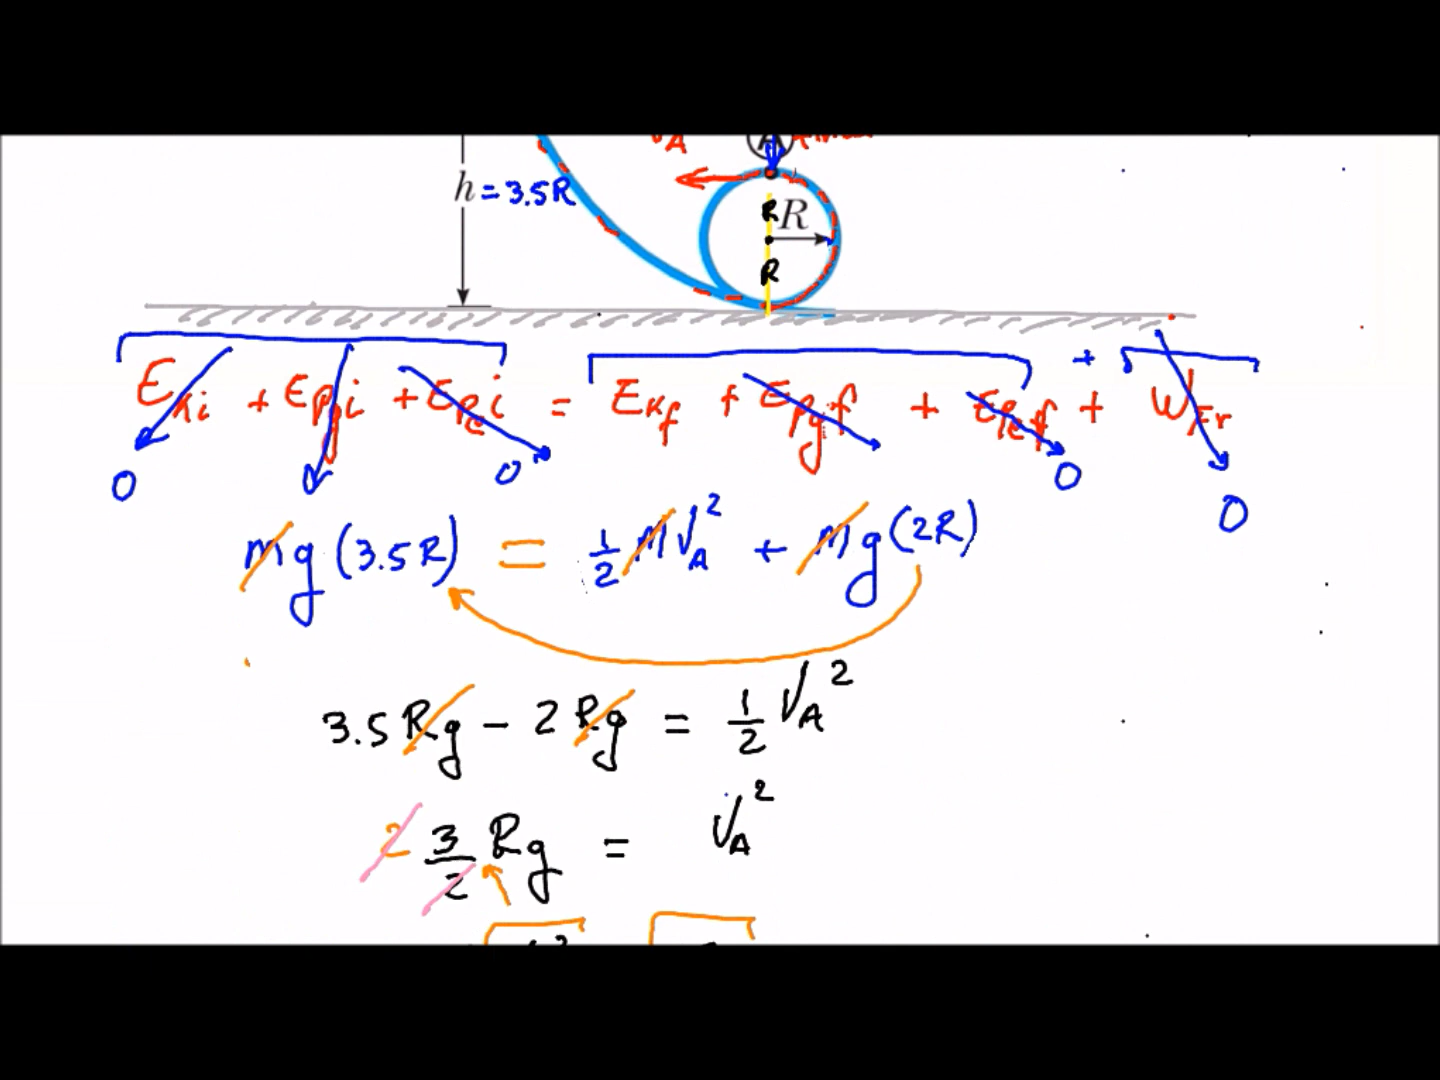 V_A A
h = 3.5R R R
R
E_Ki + E_Pgi + E_Pei = E_Kf + E_Pgf + E_Pef + + W_Fr
0 0 0 0
mg(3.5R) = 1/2 MV_A² + mg(2R)
3.5Rg - 2Rg = 1/2 V_A²
2 3/2 Rg = V_A²